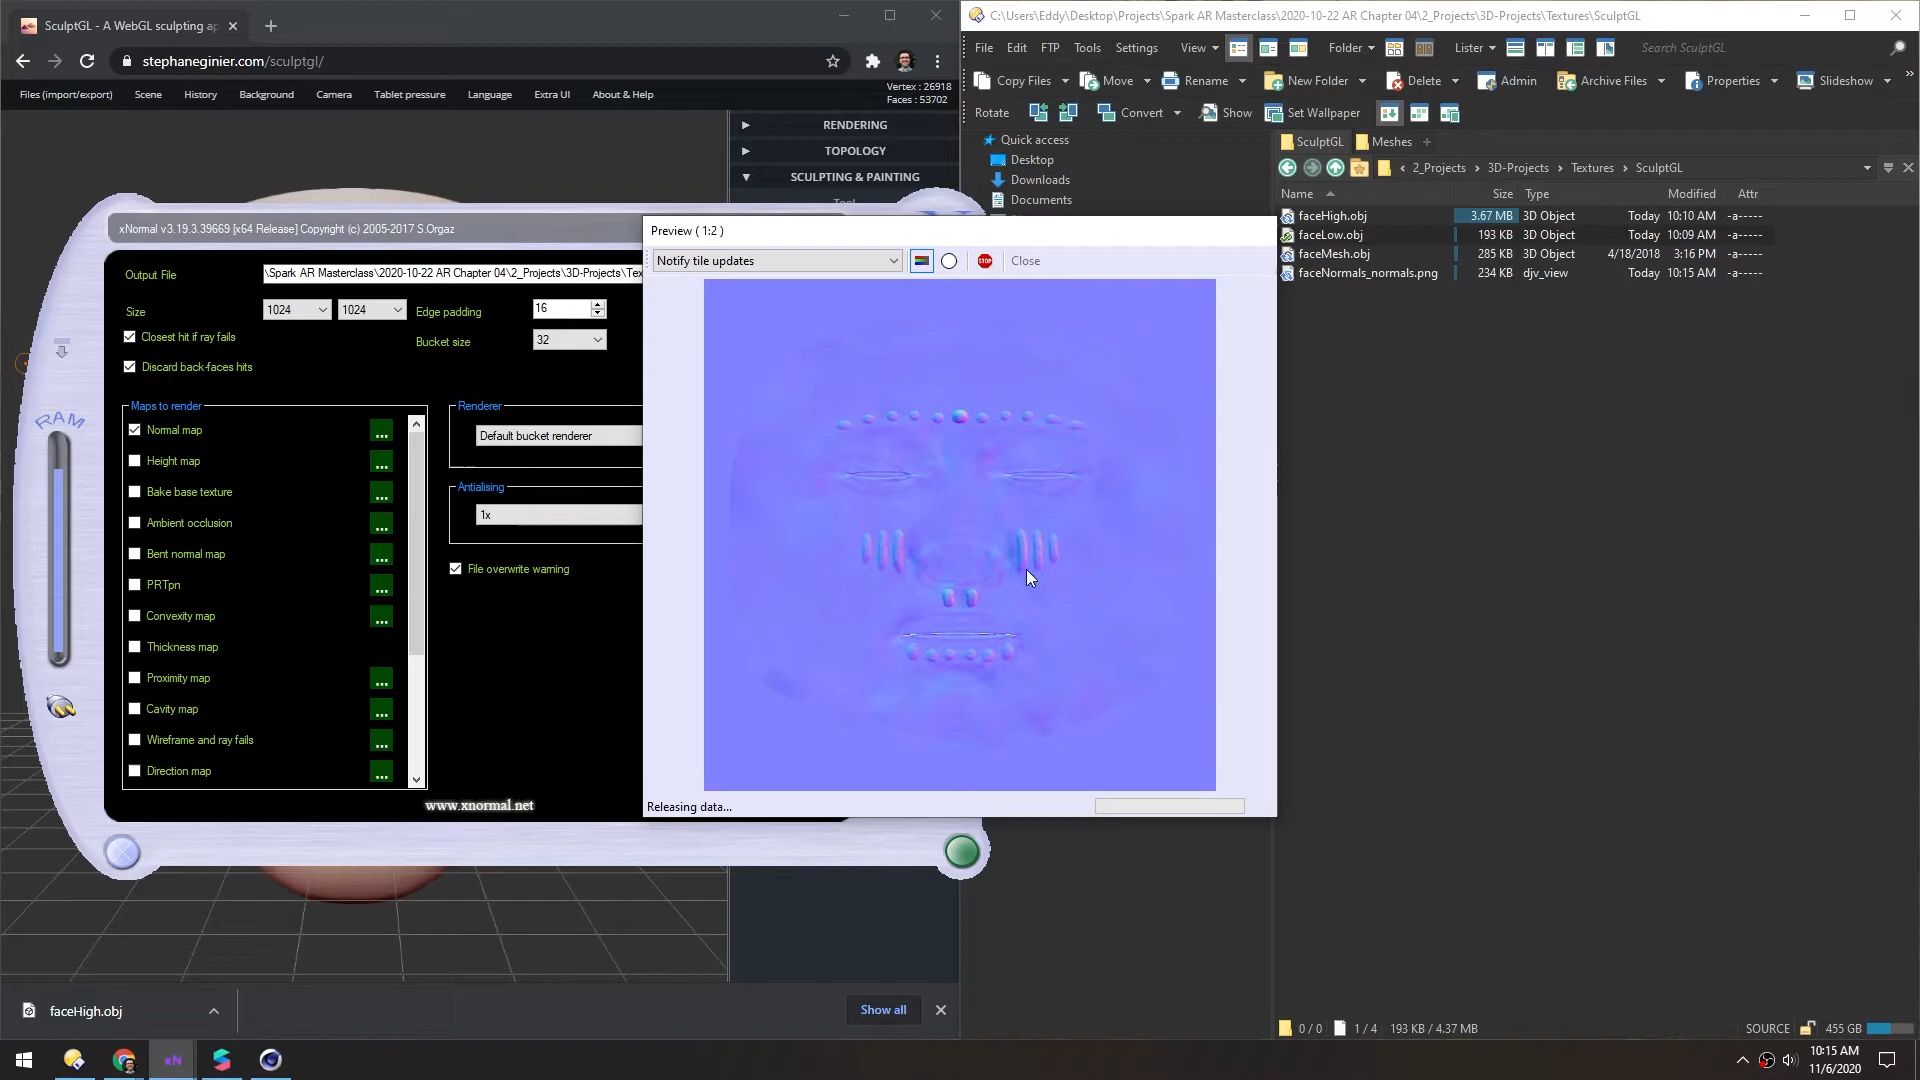 SculptGL - A WebGL sculpting ap
stephaneginier.com/sculptgl/
Files (import/export) Scene History Background Camera Tablet pressure Language Extra UI About & Help
Vertex : 26918
Faces : 53702
RENDERING
TOPOLOGY
SCULPTING & PAINTING
Tool
xNormal v3.19.3.39669 [x64 Release] Copyright (c) 2005-2017 S.Orgaz
Output File \Spark AR Masterclass\2020-10-22 AR Chapter 04\2_Projects\3D-Projects\Tex
Size 1024 1024 Edge padding 16
Closest hit if ray fails
Bucket size 32
Discard back-faces hits
RAM
Maps to render
Normal map ...
Height map ...
Bake base texture ...
Ambient occlusion ...
Bent normal map ...
PRTpn ...
Convexity map ...
Thickness map
Proximity map ...
Cavity map ...
Wireframe and ray fails ...
Direction map ...
Renderer
Default bucket renderer
Antialising
1x
File overwrite warning
www.xnormal.net
Preview ( 1:2 )
Notify tile updates STOP Close
Releasing data...
C:\Users\Eddy\Desktop\Projects\Spark AR Masterclass\2020-10-22 AR Chapter 04\2_Projects\3D-Projects\Textures\SculptGL
File Edit FTP Tools Settings View Folder Lister Search SculptGL
Copy Files Move Rename New Folder Delete Admin Archive Files Properties Slideshow »
Rotate Convert Show Set Wallpaper
Quick access
Desktop
Downloads
Documents
SculptGL Meshes +
‹ 2_Projects › 3D-Projects › Textures › SculptGL
Name Size Type Modified Attr
faceHigh.obj 3.67 MB 3D Object Today 10:10 AM -a-----
faceLow.obj 193 KB 3D Object Today 10:09 AM -a-----
faceMesh.obj 285 KB 3D Object 4/18/2018 3:16 PM -a-----
faceNormals_normals.png 234 KB djv_view Today 10:15 AM -a-----
0 / 0 1 / 4 193 KB / 4.37 MB SOURCE 455 GB
faceHigh.obj Show all
xN
10:15 AM
11/6/2020